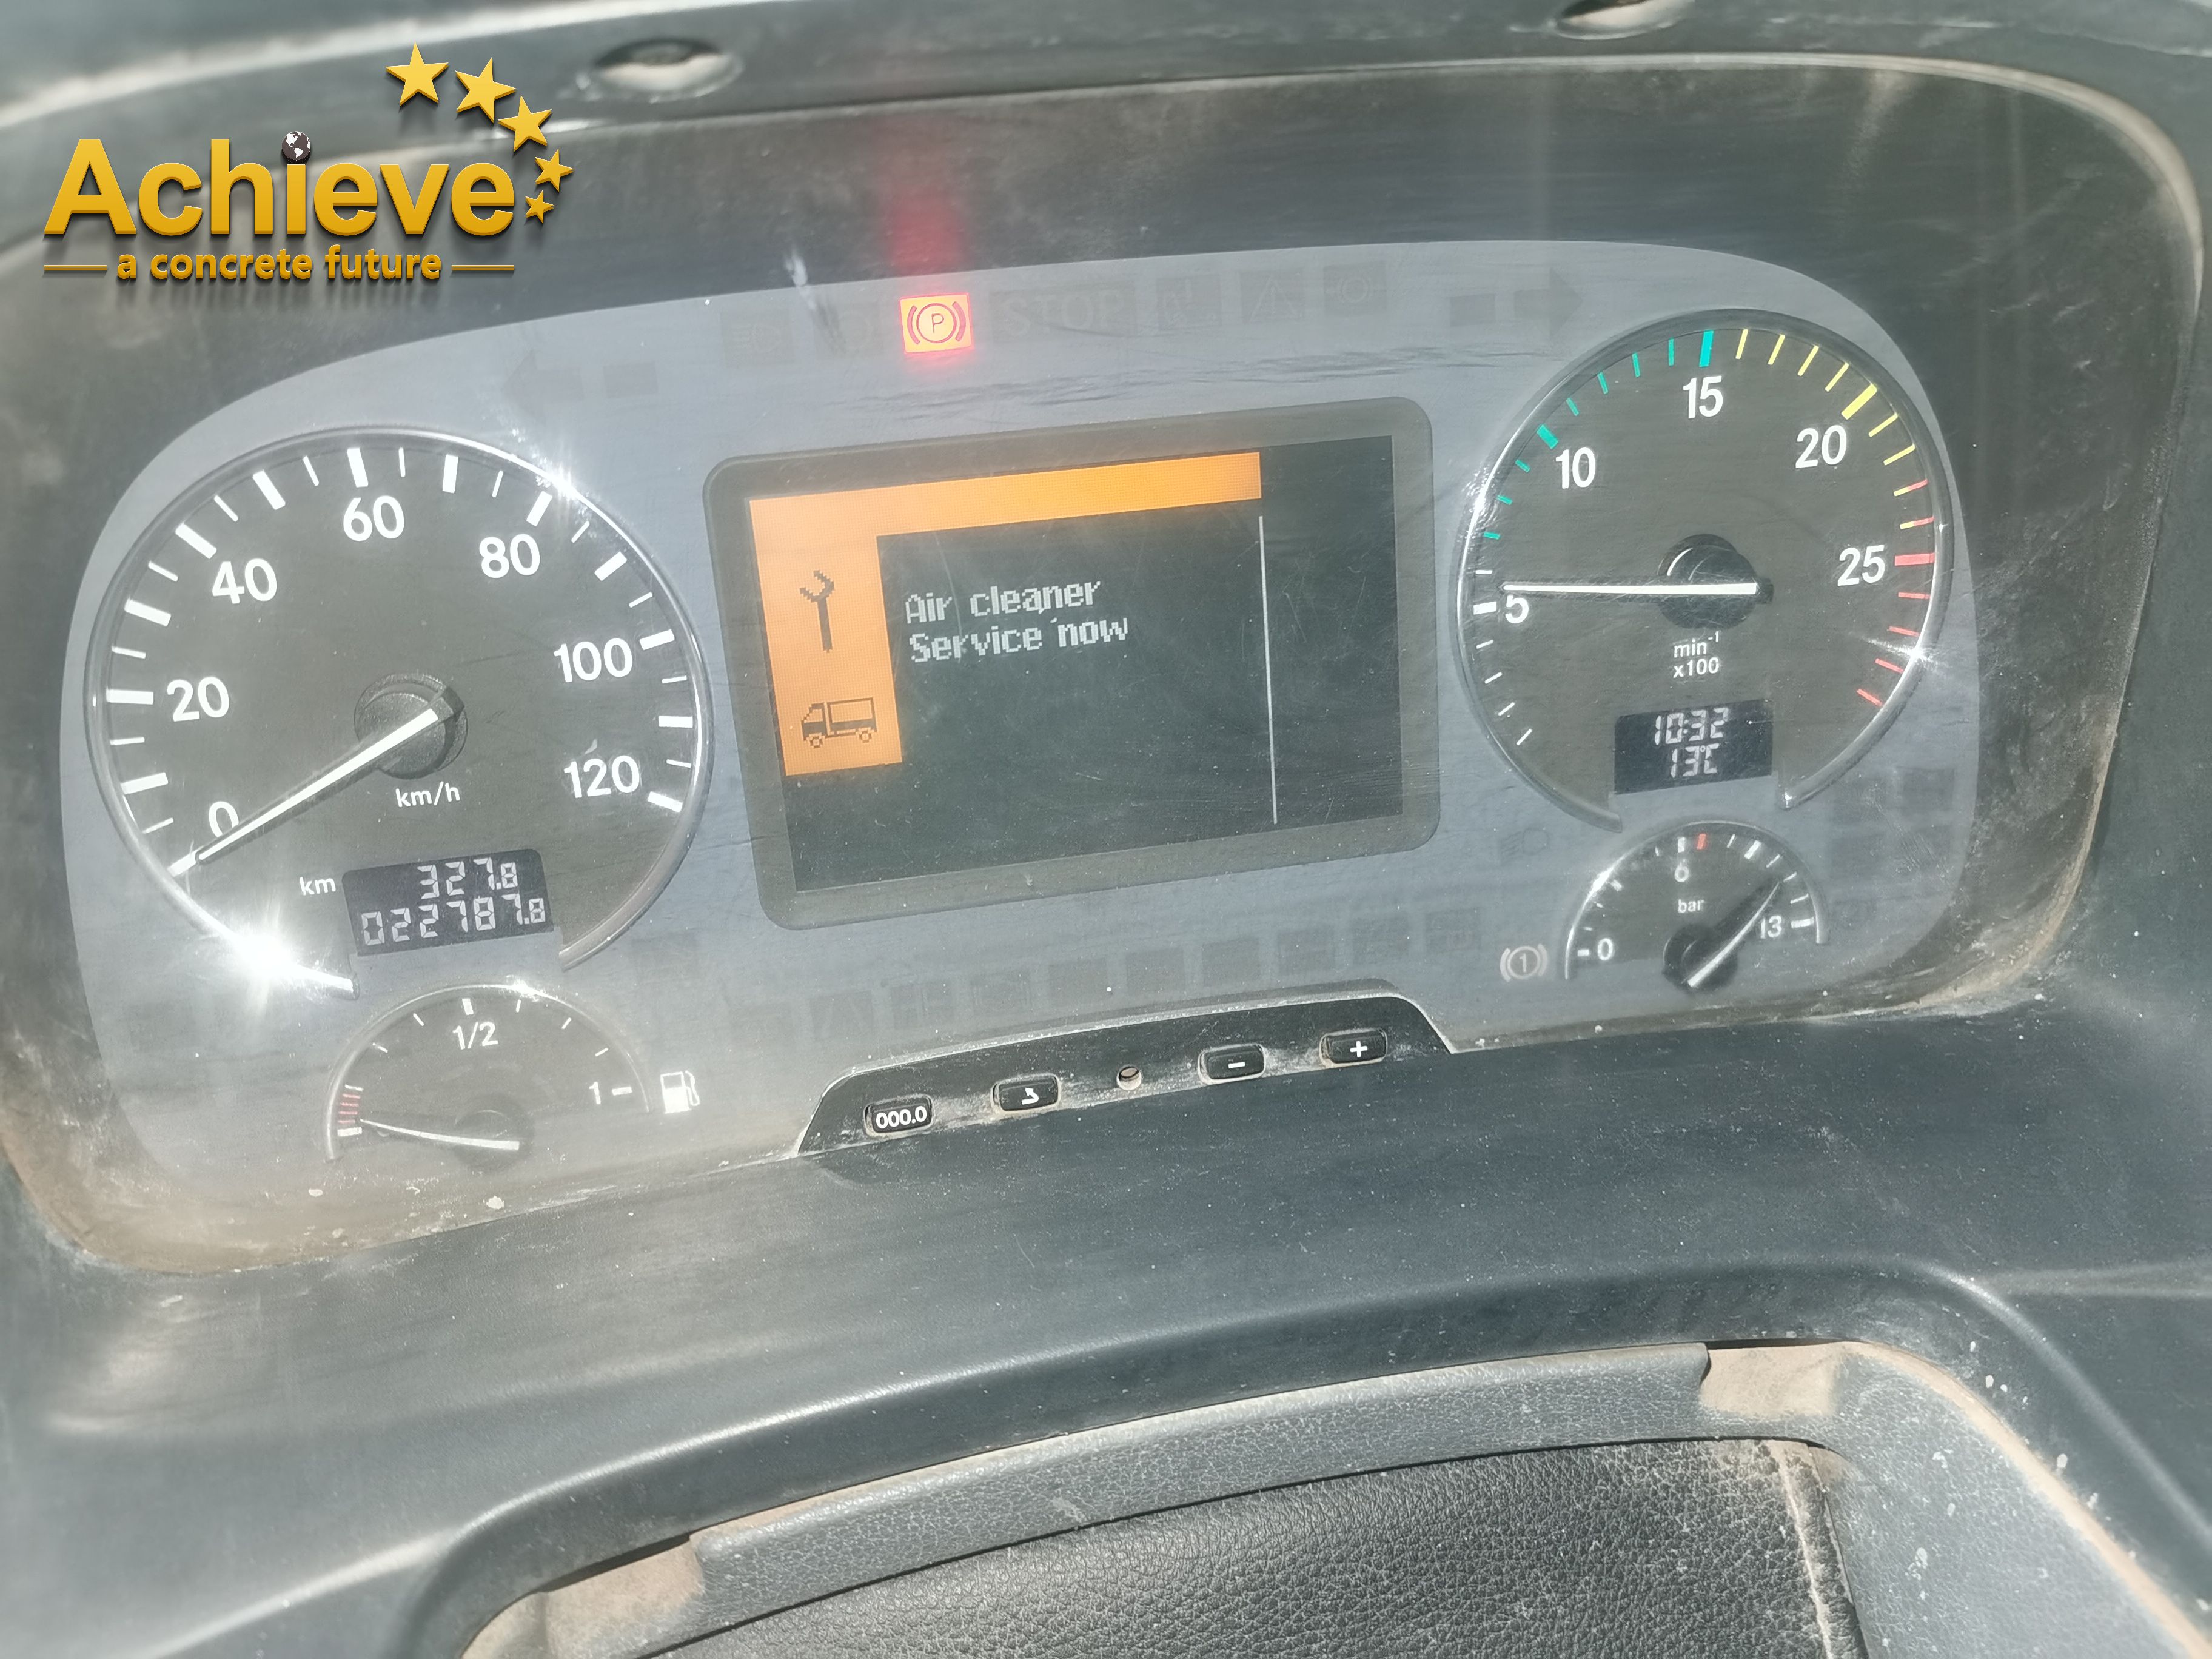 Achieve
a concrete future
P
STOP
0
20
40
60
80
100
120
km/h
km
327.8
022787.8
1/2
1
Air cleaner
Service now
5
10
15
20
25
min⁻¹
x100
10:32
13°C
0
6
13
bar
1
000.0
-
+